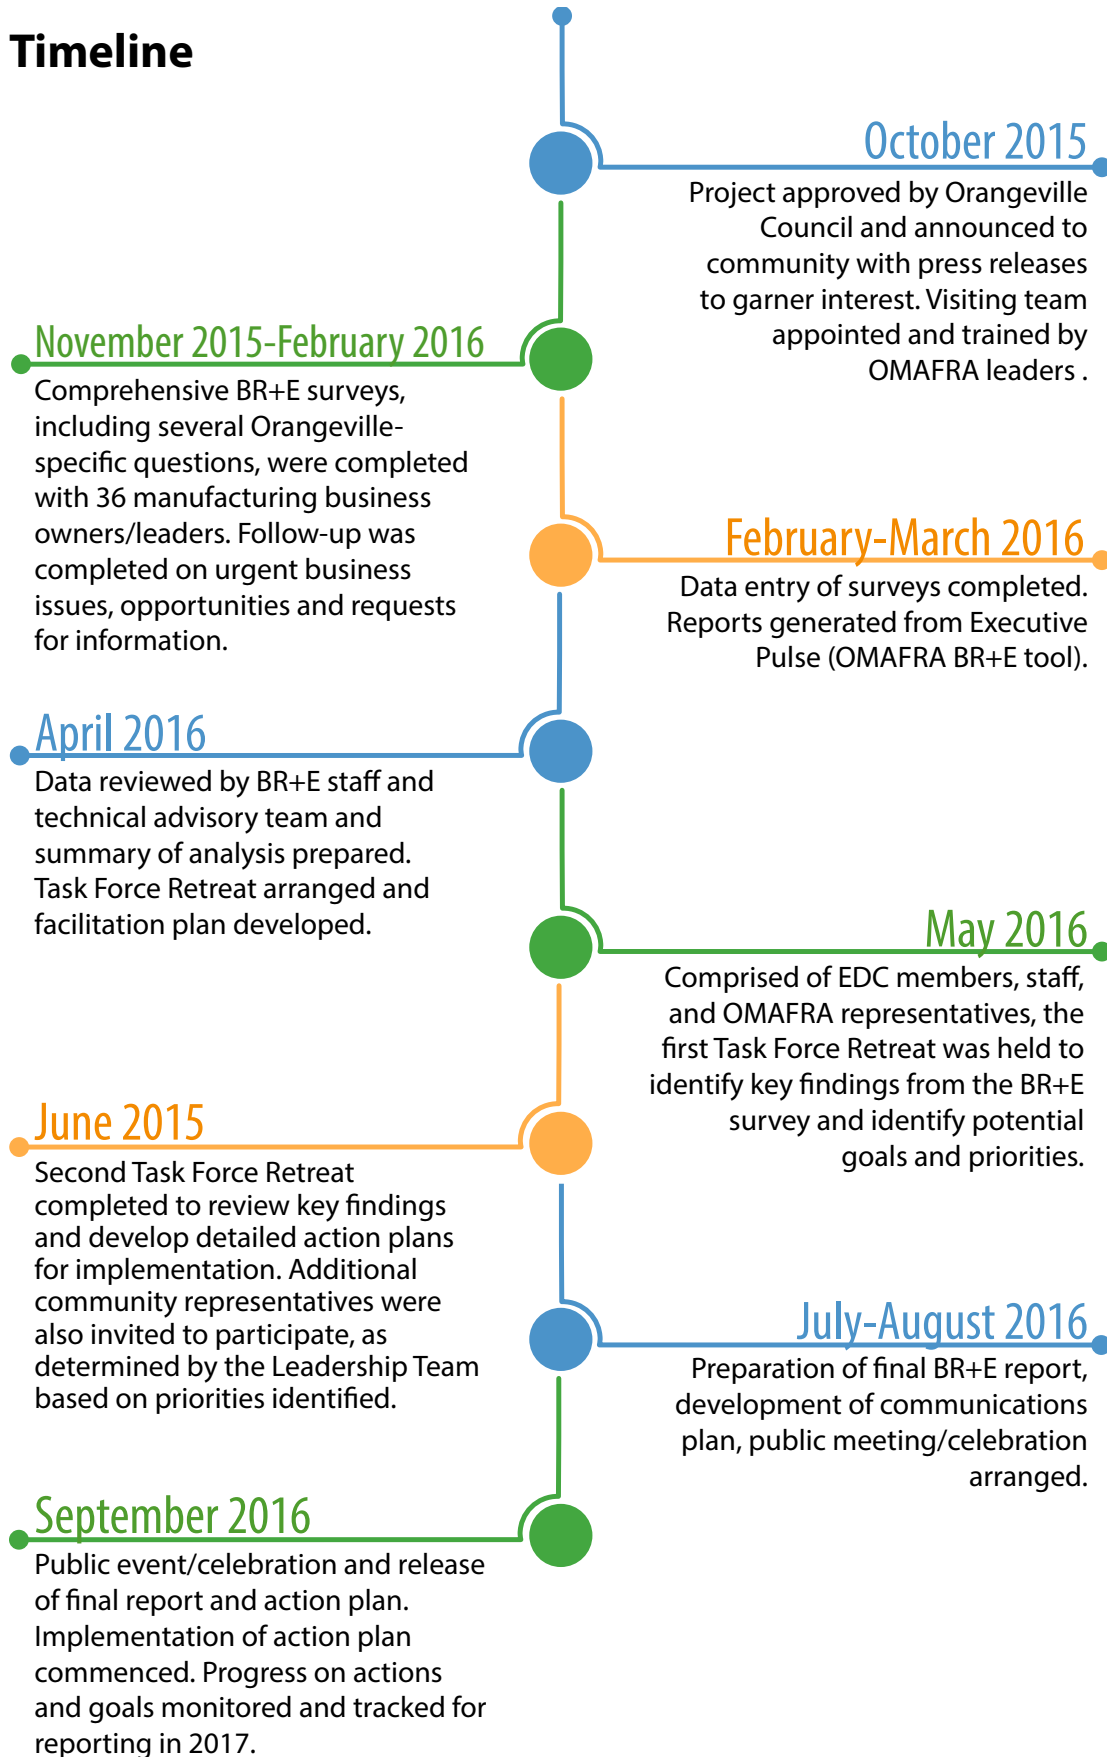 Timeline
October 2015
Project approved by Orangeville
Council and announced to
community with press releases
to garner interest. Visiting team
appointed and trained by
OMAFRA leaders .
November 2015-February 2016
Comprehensive BR+E surveys,
including several Orangeville-
specific questions, were completed
with 36 manufacturing business
owners/leaders. Follow-up was
completed on urgent business
issues, opportunities and requests
for information.
February-March 2016
Data entry of surveys completed.
Reports generated from Executive
Pulse (OMAFRA BR+E tool).
April 2016
Data reviewed by BR+E staff and
technical advisory team and
summary of analysis prepared.
Task Force Retreat arranged and
facilitation plan developed.
May 2016
Comprised of EDC members, staff,
and OMAFRA representatives, the
first Task Force Retreat was held to
identify key findings from the BR+E
survey and identify potential
goals and priorities.
June 2015
Second Task Force Retreat
completed to review key findings
and develop detailed action plans
for implementation. Additional
community representatives were
also invited to participate, as
determined by the Leadership Team
based on priorities identified.
July-August 2016
Preparation of final BR+E report,
development of communications
plan, public meeting/celebration
arranged.
September 2016
Public event/celebration and release
of final report and action plan.
Implementation of action plan
commenced. Progress on actions
and goals monitored and tracked for
reporting in 2017.